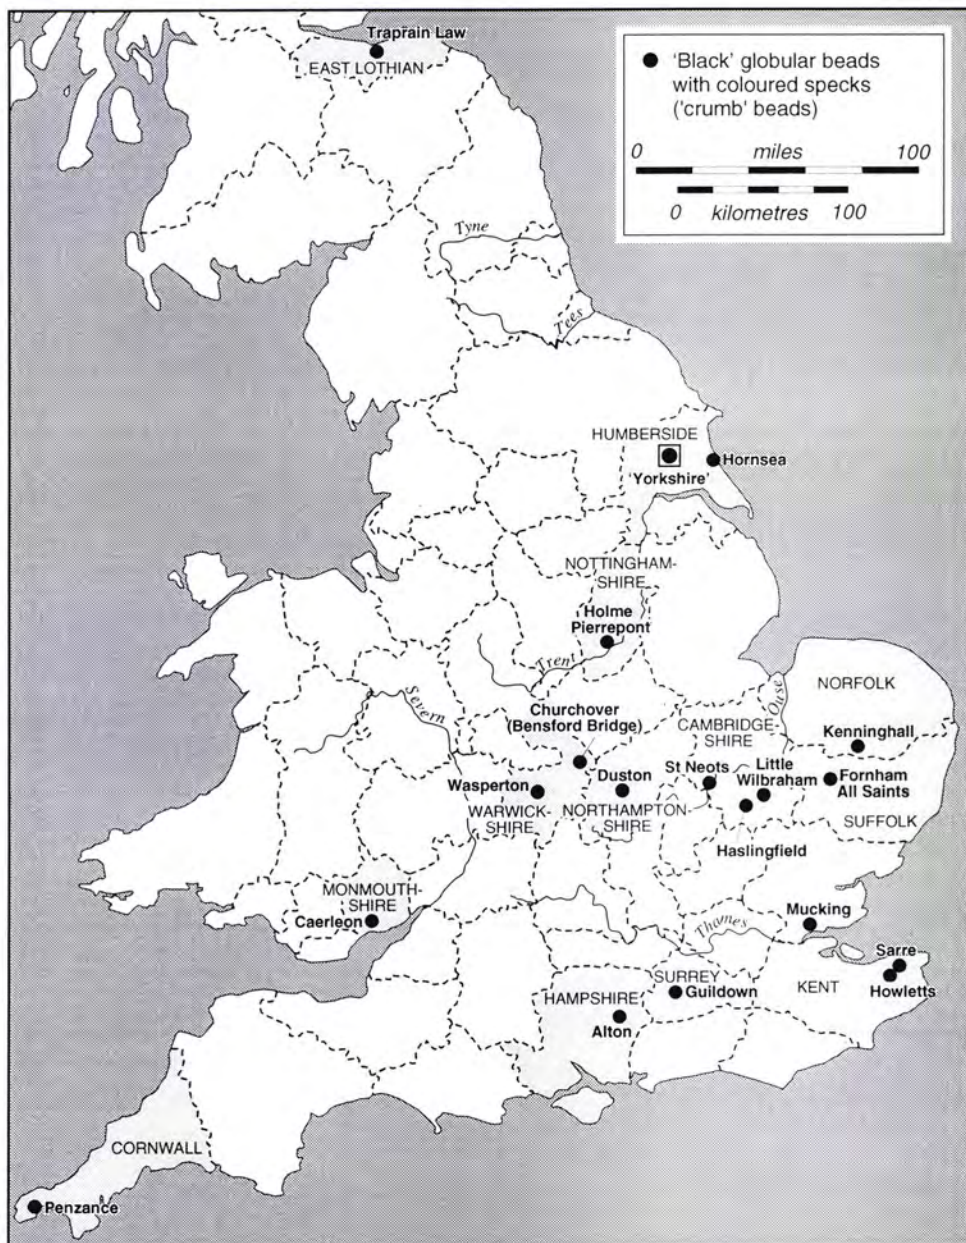 Traprain Law
EAST LOTHIAN
'Black' globular beads
with coloured specks
('crumb' beads)
0 miles 100
0 kilometres 100
Tyne
Tees
HUMBERSIDE
Hornsea
'Yorkshire'
NOTTINGHAM-
SHIRE
Holme
Pierrepont
Trent
Severn
Ouse
NORFOLK
Churchover
(Bensford Bridge)
CAMBRIDGE-
SHIRE
Kenninghall
St Neots
Little
Wilbraham
Fornham
All Saints
Wasperton
Duston
WARWICK-
SHIRE
NORTHAMPTON-
SHIRE
SUFFOLK
Haslingfield
MONMOUTH-
SHIRE
Caerleon
Mucking
Thames
Sarre
SURREY
Guildown
KENT
Howletts
HAMPSHIRE
Alton
CORNWALL
Penzance